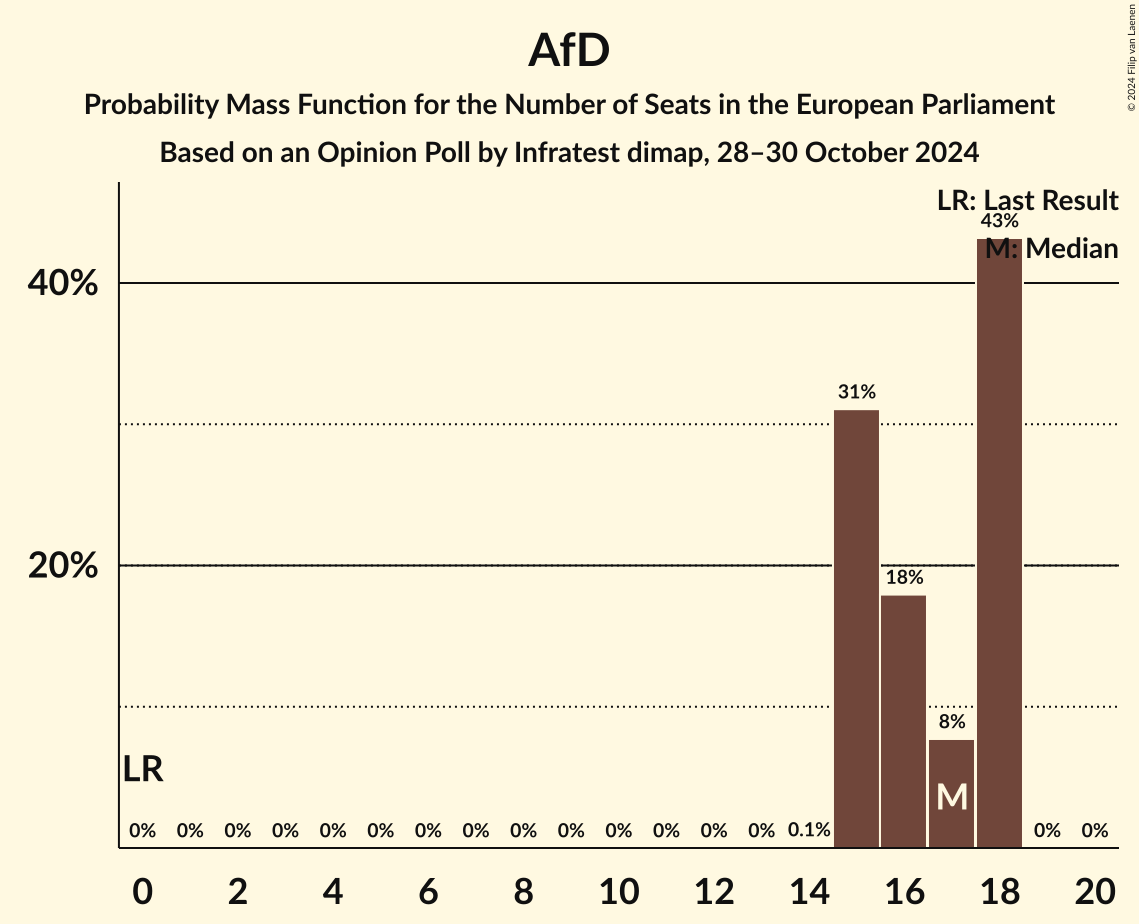 AfD
Probability Mass Function for the Number of Seats in the European Parliament
Based on an Opinion Poll by Infratest dimap, 28–30 October 2024
© 2024 Filip van Laenen
LR: Last Result
43%
M: Median
40%
31%
20%
18%
8%
LR
M
0% 0% 0% 0% 0% 0% 0% 0% 0% 0% 0% 0% 0% 0% 0.1% 0% 0%
0 2 4 6 8 10 12 14 16 18 20